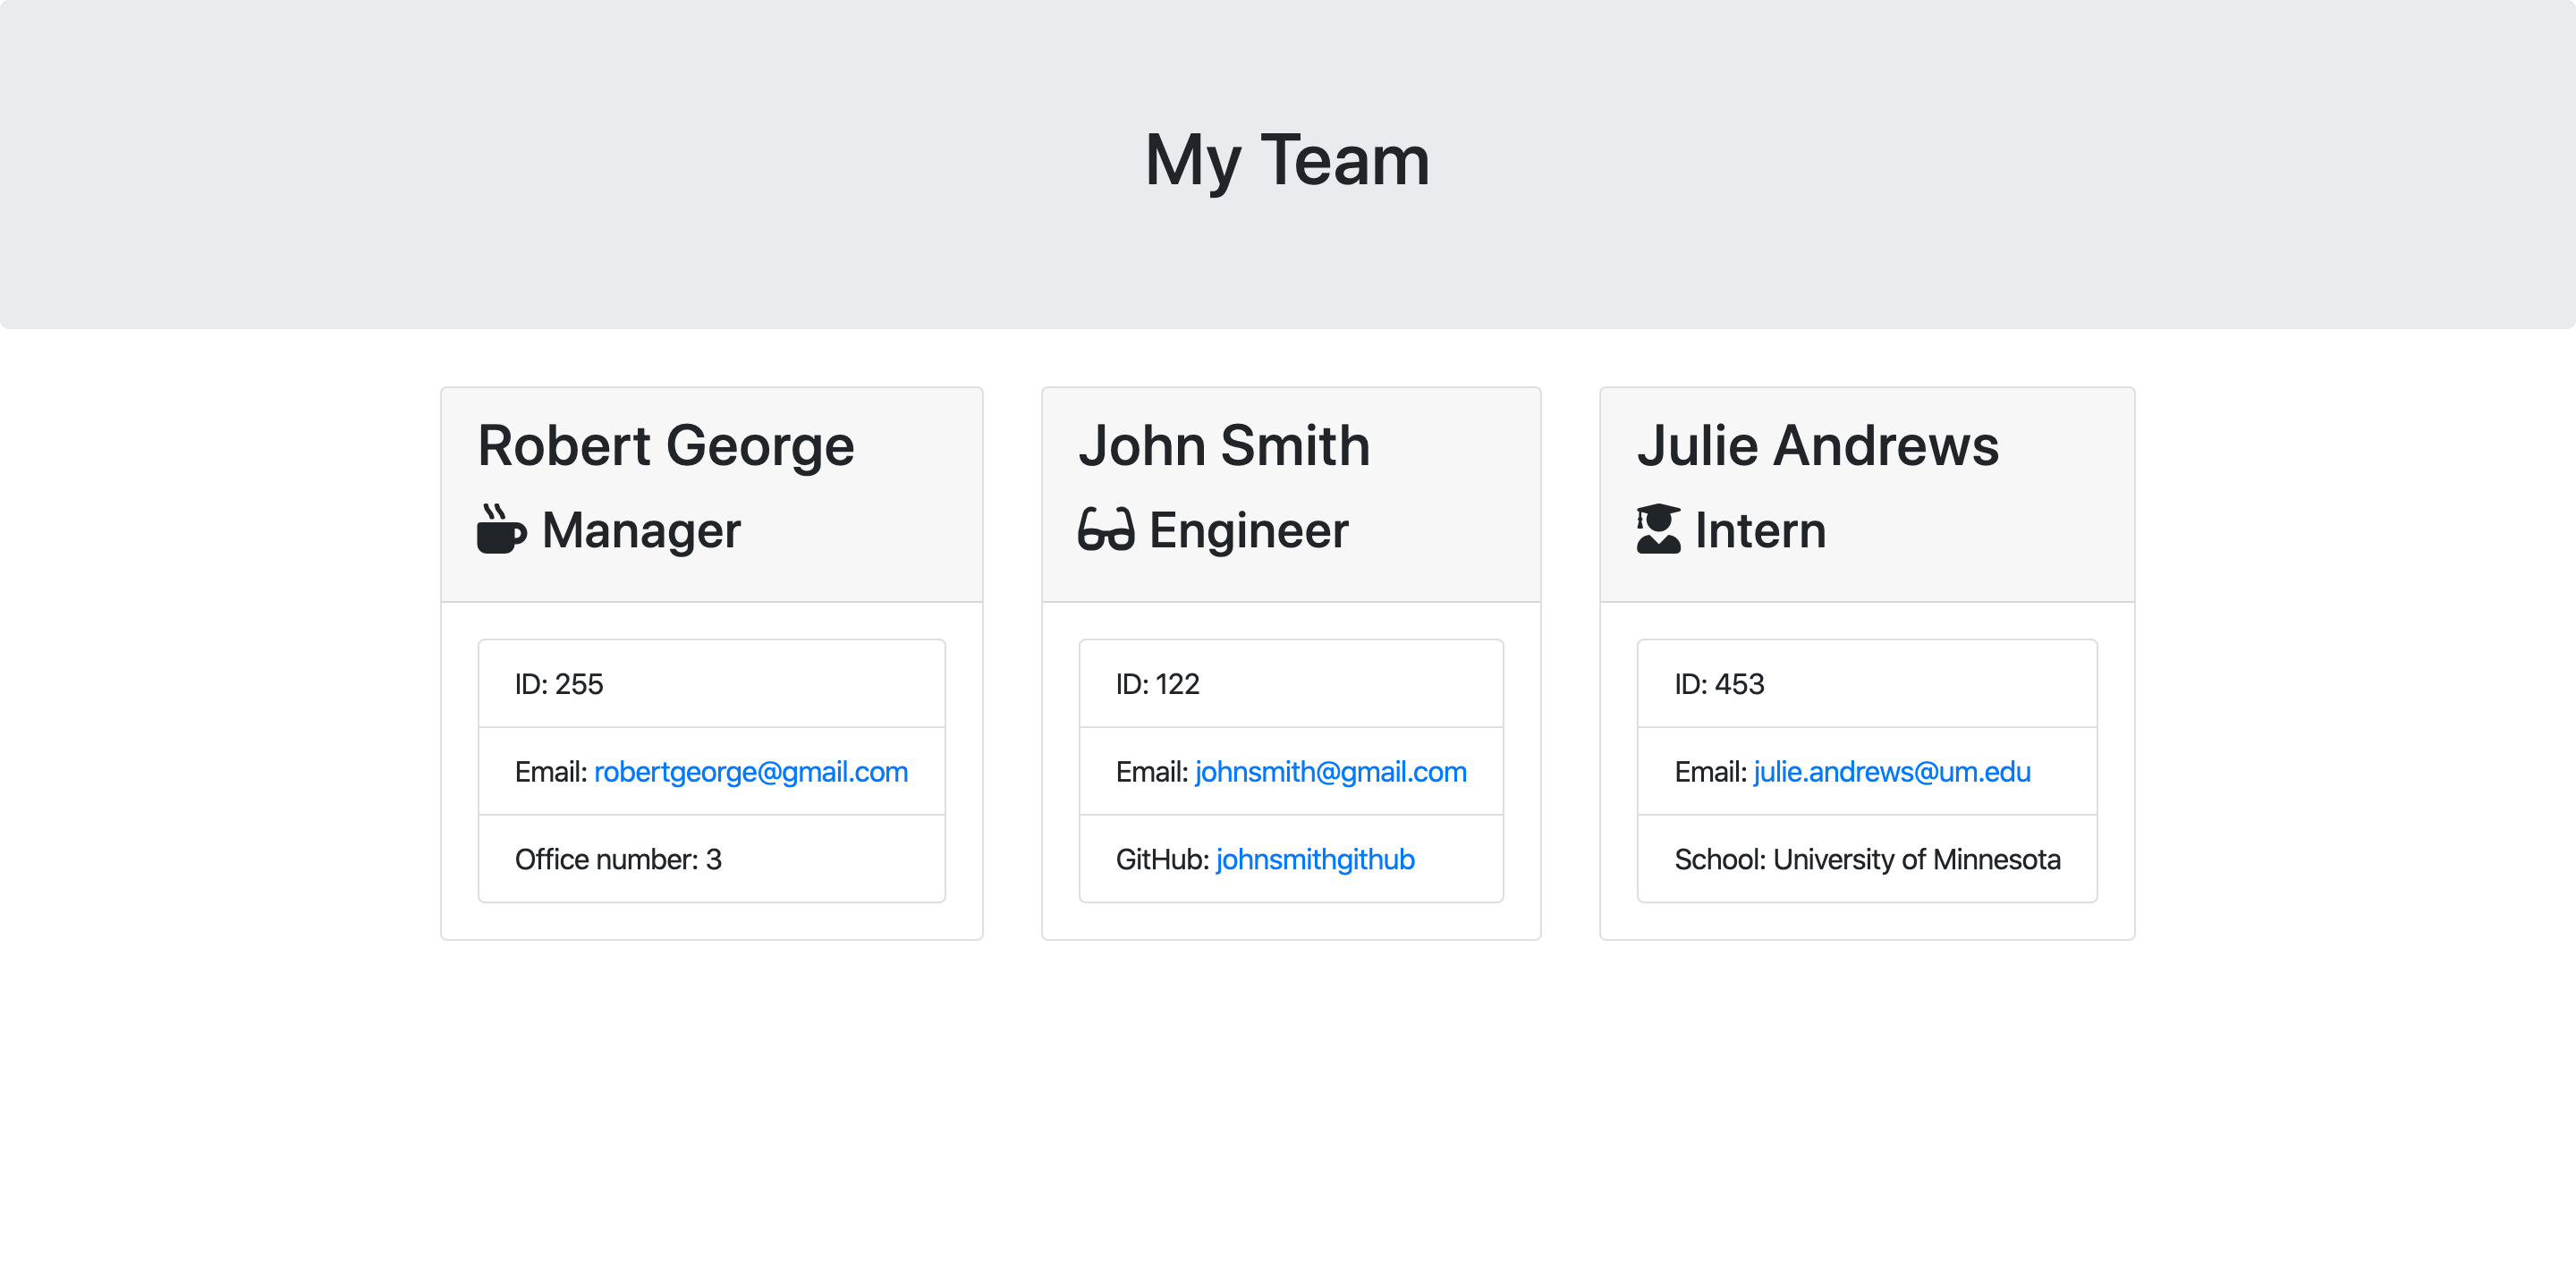 My Team
Robert George
Manager
ID: 255
Email: robertgeorge@gmail.com
Office number: 3
John Smith
Engineer
ID: 122
Email: johnsmith@gmail.com
GitHub: johnsmithgithub
Julie Andrews
Intern
ID: 453
Email: julie.andrews@um.edu
School: University of Minnesota